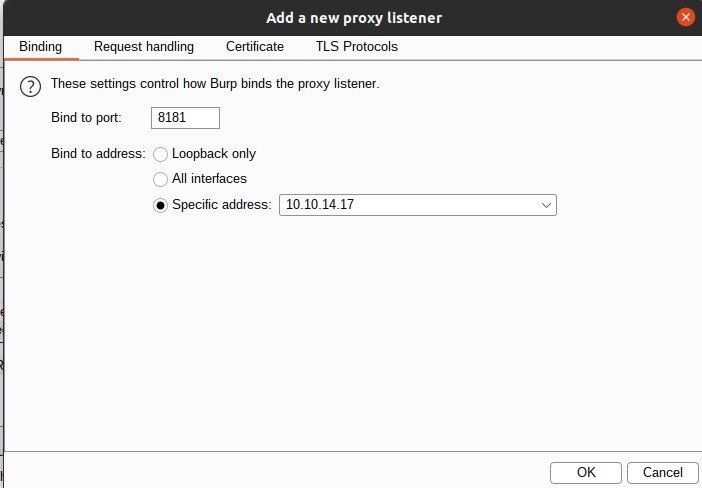 Add a new proxy listener
Binding Request handling Certificate TLS Protocols
? These settings control how Burp binds the proxy listener.
Bind to port: 8181
Bind to address: Loopback only
All interfaces
Specific address: 10.10.14.17
OK Cancel